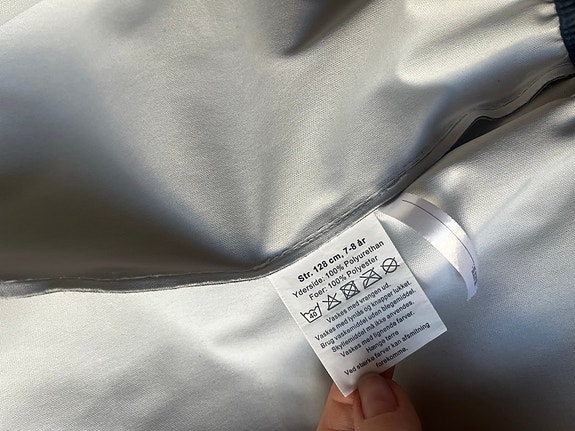 Str. 128 cm, 7-8 år
Yderside: 100% Polyurethan
Foer: 100% Polyester
40
Vaskes med vrangen ud.
Vaskes med lynlås og knapper lukket.
Brug vaskemiddel uden blegemiddel.
Skyllemiddel må ikke anvendes.
Vaskes med lignende farver.
Hænge tørre
Ved stærke farver kan afsmitning
forekomme.